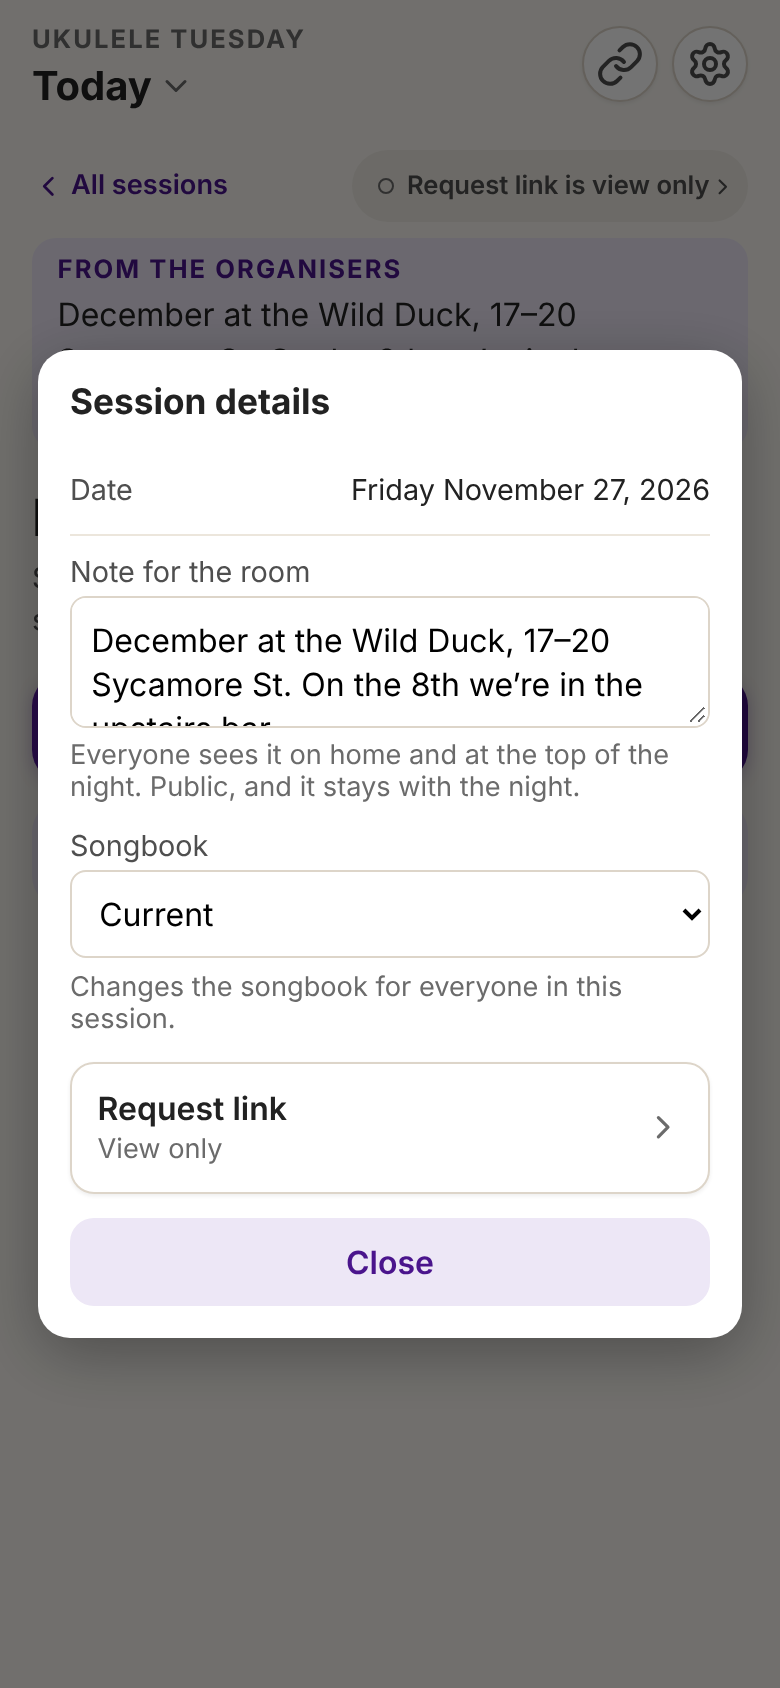 UKULELE TUESDAY
Today
All sessions
Request link is view only
FROM THE ORGANISERS
December at the Wild Duck, 17–20
Session details
Date
Friday November 27, 2026
Note for the room
December at the Wild Duck, 17–20
Sycamore St. On the 8th we’re in the
upstairs bar.
Everyone sees it on home and at the top of the
night. Public, and it stays with the night.
Songbook
Current
Changes the songbook for everyone in this
session.
Request link
View only
Close